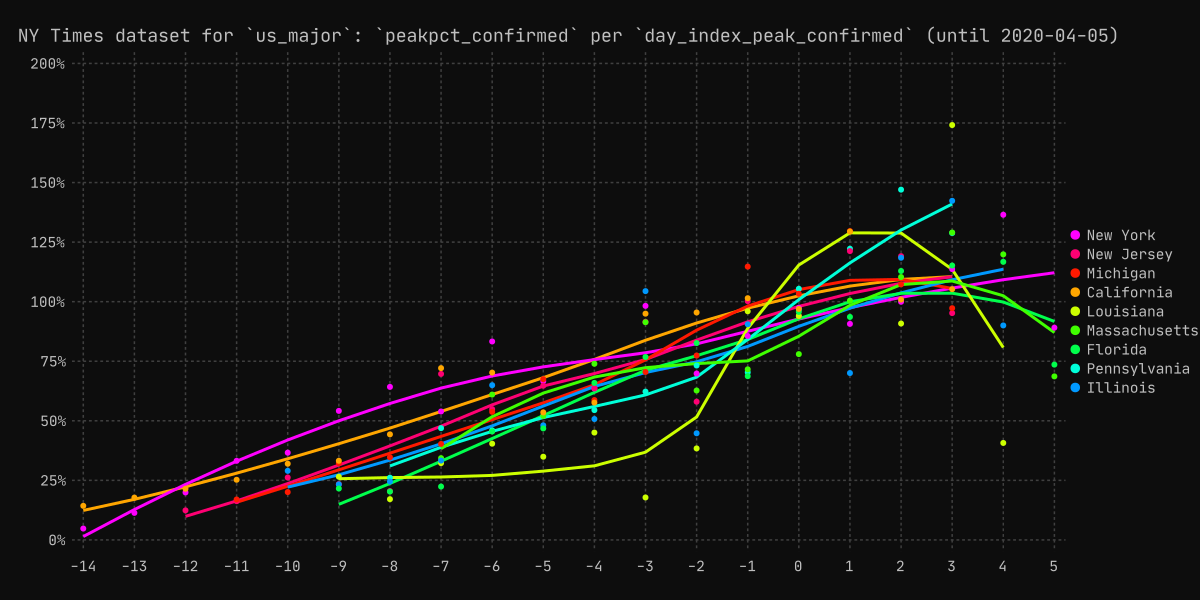 NY Times dataset for `us_major`: `peakpct_confirmed` per `day_index_peak_confirmed` (until 2020-04-05)
200%
175%
150%
125%
100%
75%
50%
25%
0%
-14 -13 -12 -11 -10 -9 -8 -7 -6 -5 -4 -3 -2 -1 0 1 2 3 4 5
New York
New Jersey
Michigan
California
Louisiana
Massachusetts
Florida
Pennsylvania
Illinois